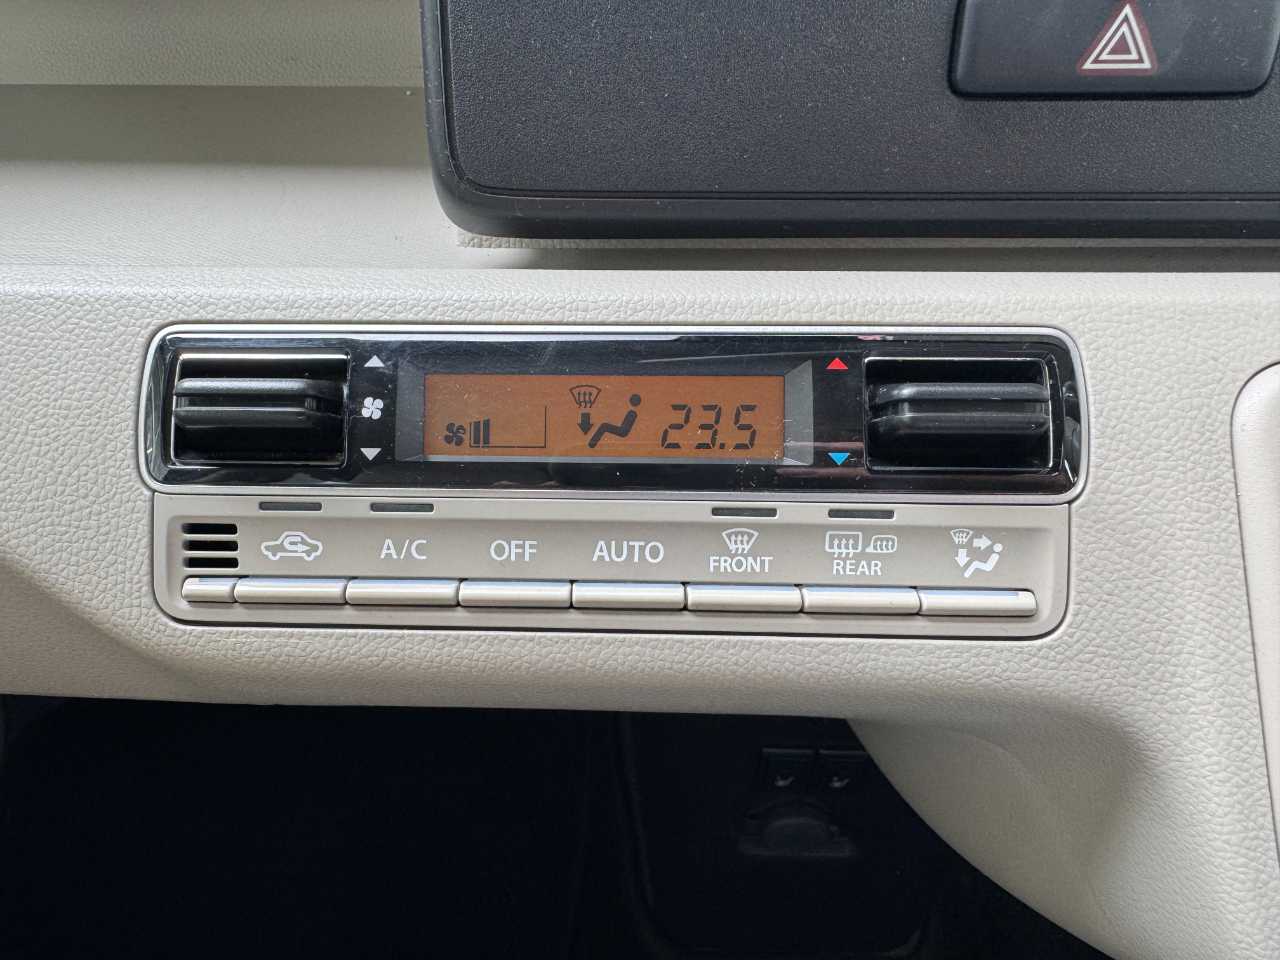 23.5
A/C OFF AUTO FRONT REAR